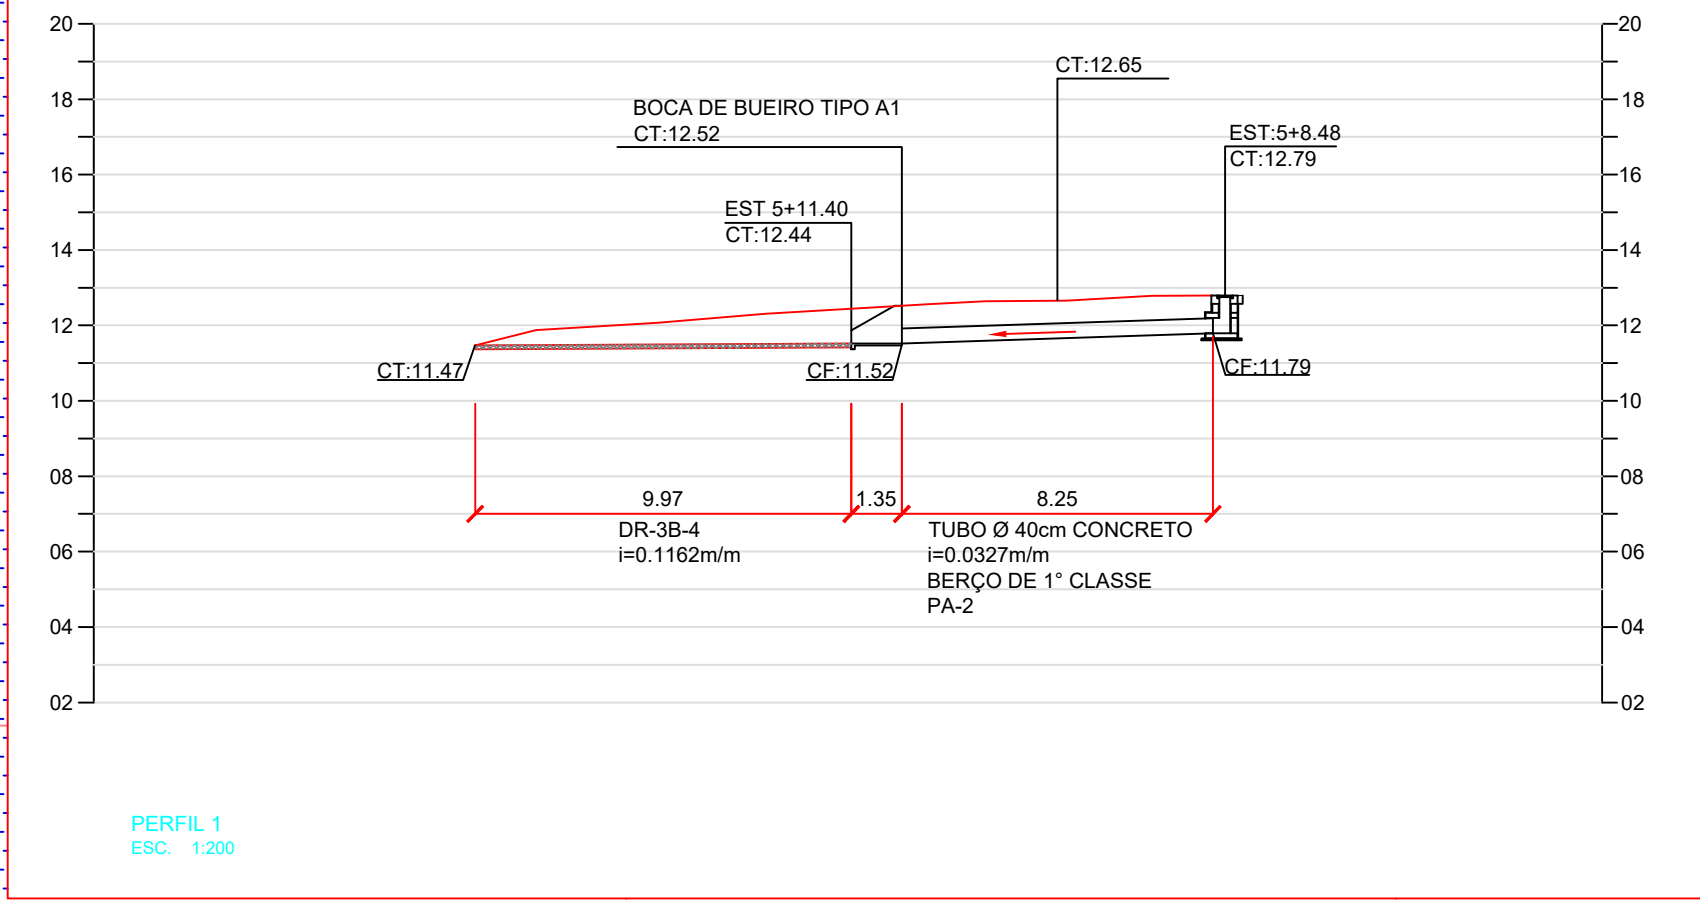 20
20
CT:12.65
18
BOCA DE BUEIRO TIPO A1
18
CT:12.52
EST:5+8.48
CT:12.79
16
16
EST 5+11.40
CT:12.44
14
14
12
12
CT:11.47
CF:11.52
CF:11.79
10
10
08
08
9.97
1.35
8.25
DR-3B-4
TUBO Ø 40cm CONCRETO
06
i=0.1162m/m
i=0.0327m/m
06
BERÇO DE 1° CLASSE
PA-2
04
04
02
02
PERFIL 1
ESC. 1:200